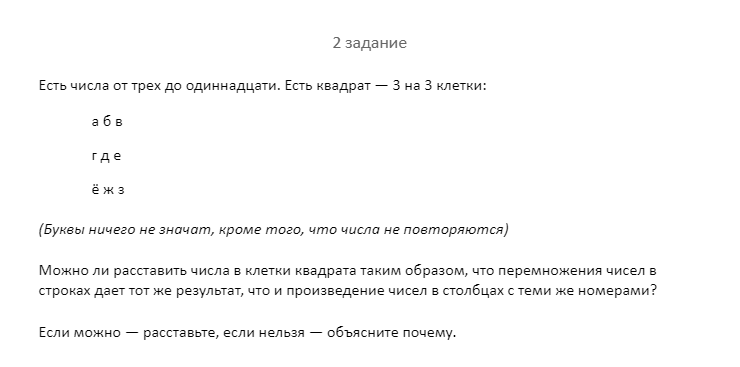 2 задание
Есть числа от трех до одиннадцати. Есть квадрат — 3 на 3 клетки:
а б в
г д е
ё ж з
(Буквы ничего не значат, кроме того, что числа не повторяются)
Можно ли расставить числа в клетки квадрата таким образом, что перемножения чисел в
строках дает тот же результат, что и произведение чисел в столбцах с теми же номерами?
Если можно — расставьте, если нельзя — объясните почему.